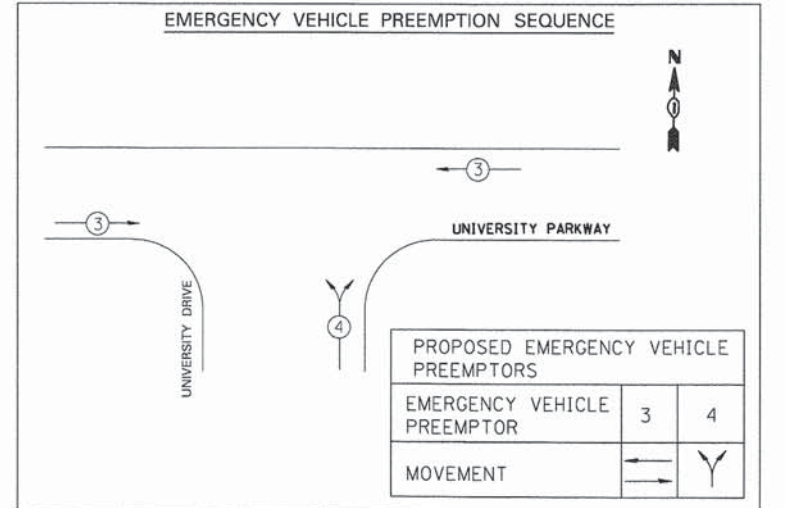 EMERGENCY VEHICLE PREEMPTION SEQUENCE
N
3
3
UNIVERSITY PARKWAY
UNIVERSITY DRIVE
4
PROPOSED EMERGENCY VEHICLE
PREEMPTORS
EMERGENCY VEHICLE
PREEMPTOR
3
4
MOVEMENT